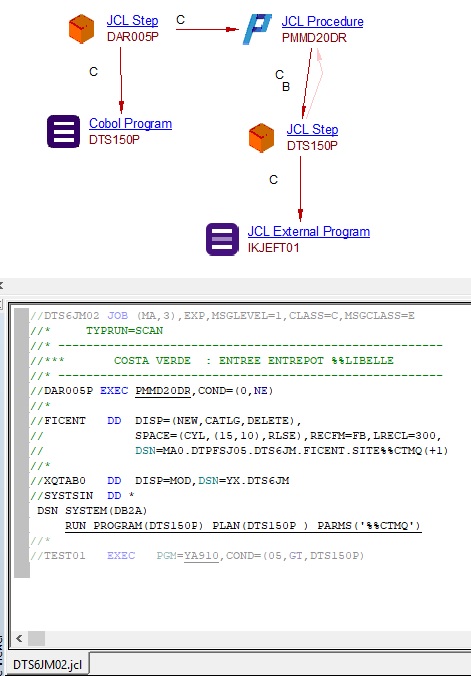 JCL Step
DAR005P
C
JCL Procedure
PMMD20DR
C
Cobol Program
DTS150P
C
B
JCL Step
DTS150P
C
JCL External Program
IKJEFT01
//DTS6JM02 JOB (MA,3),EXP,MSGLEVEL=1,CLASS=C,MSGCLASS=E
//*     TYPRUN=SCAN
//* --------------------------------------------------
//***       COSTA VERDE  : ENTREE ENTREPOT %%LIBELLE
//* --------------------------------------------------
//DAR005P EXEC PMMD20DR,COND=(0,NE)
//*
//FICENT   DD  DISP=(NEW,CATLG,DELETE),
//             SPACE=(CYL,(15,10),RLSE),RECFM=FB,LRECL=300,
//             DSN=MA0.DTPFSJ05.DTS6JM.FICENT.SITE%%CTMQ(+1)
//*
//XQTAB0   DD  DISP=MOD,DSN=YX.DTS6JM
//SYSTSIN  DD *
 DSN SYSTEM(DB2A)
     RUN PROGRAM(DTS150P) PLAN(DTS150P ) PARMS('%%CTMQ')
//*
//TEST01   EXEC   PGM=YA910,COND=(05,GT,DTS150P)
DTS6JM02.jcl